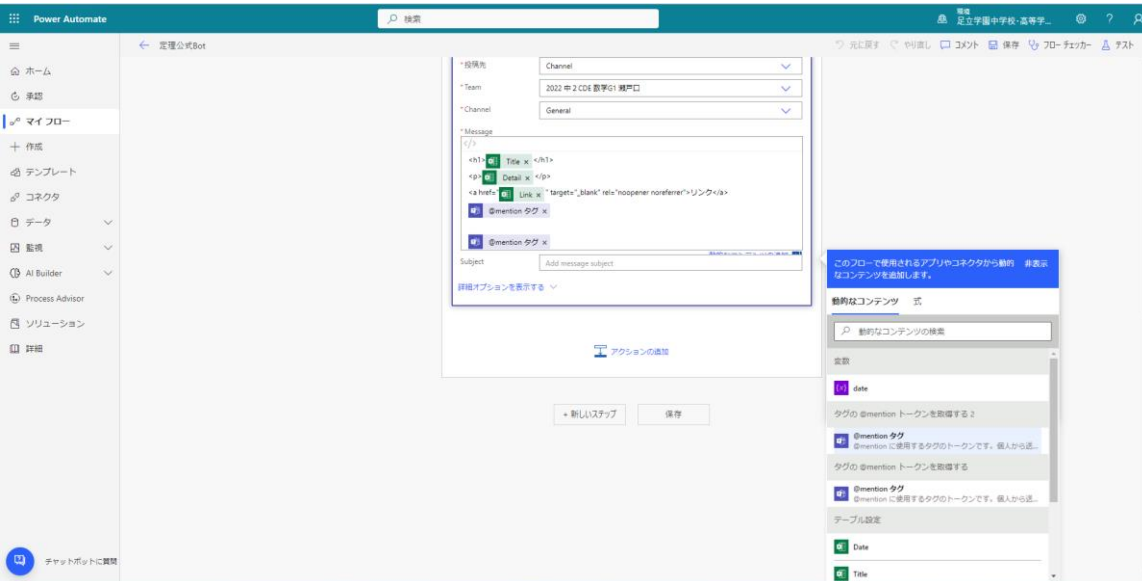 Power Automate
検索
環境
足立学園中学校・高等学...
定理公式Bot
元に戻す
やり直し
コメント
保存
フロー チェッカー
テスト
ホーム
承認
マイ フロー
作成
テンプレート
コネクタ
データ
監視
AI Builder
Process Advisor
ソリューション
詳細
チャットボットに質問
*投稿先
Channel
*Team
2022 中2 CDE 数学G1 瀬戸口
*Channel
General
*Message
</>
<h1> Title × </h1>
<p> Detail × </p>
<a href=" Link × " target="_blank" rel="noopener noreferrer">リンク</a>
@mention タグ ×
@mention タグ ×
Subject
Add message subject
詳細オプションを表示する
アクションの追加
+ 新しいステップ
保存
このフローで使用されるアプリやコネクタから動的なコンテンツを追加します。
非表示
動的なコンテンツ
式
動的なコンテンツの検索
変数
date
タグの @mention トークンを取得する 2
@mention タグ
@mention に使用するタグのトークンです。個人から送...
タグの @mention トークンを取得する
@mention タグ
@mention に使用するタグのトークンです。個人から送...
テーブル設定
Date
Title